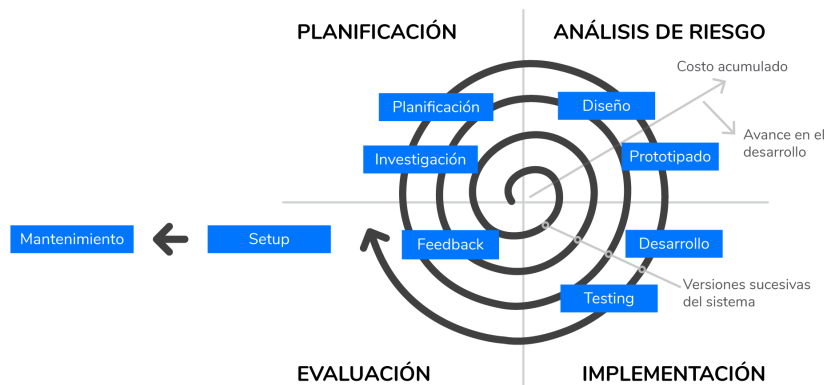 PLANIFICACIÓN
ANÁLISIS DE RIESGO
Costo acumulado
Planificación
Diseño
Avance en el
desarrollo
Investigación
Prototipado
Mantenimiento
Setup
Feedback
Desarrollo
Versiones sucesivas
del sistema
Testing
EVALUACIÓN
IMPLEMENTACIÓN